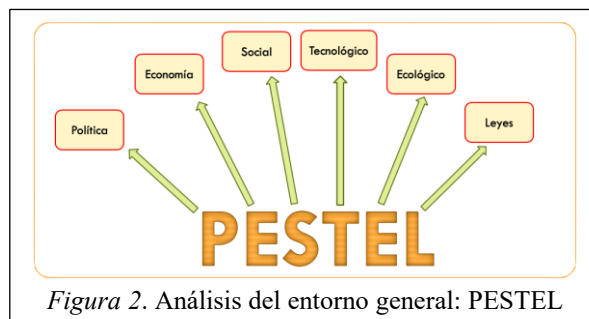 Política
Economía
Social
Tecnológico
Ecológico
Leyes
PESTEL
Figura 2. Análisis del entorno general: PESTEL